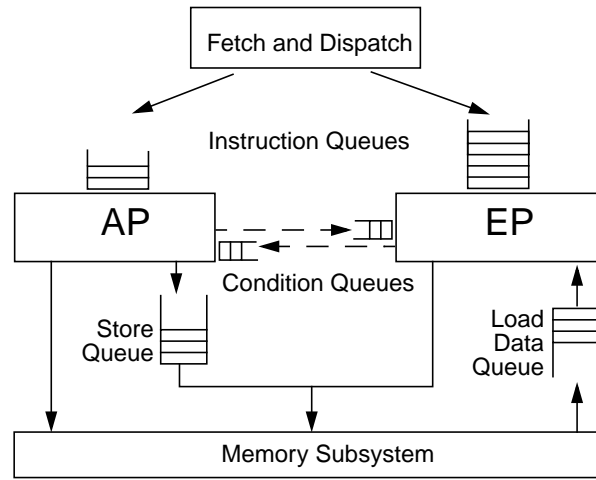 Fetch and Dispatch
Instruction Queues
AP
EP
Condition Queues
Store
Queue
Load
Data
Queue
Memory Subsystem